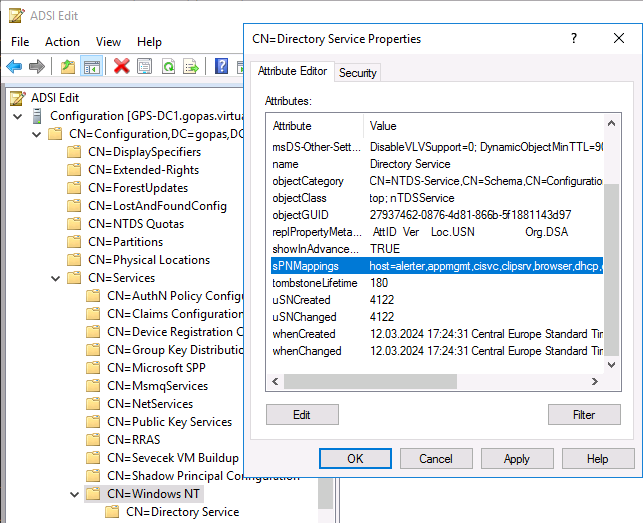 ADSI Edit
File Action View Help
ADSI Edit
Configuration [GPS-DC1.gopas.virtua
CN=Configuration,DC=gopas,DC
CN=DisplaySpecifiers
CN=Extended-Rights
CN=ForestUpdates
CN=LostAndFoundConfig
CN=NTDS Quotas
CN=Partitions
CN=Physical Locations
CN=Services
CN=AuthN Policy Configu
CN=Claims Configuration
CN=Device Registration C
CN=Group Key Distributio
CN=Microsoft SPP
CN=MsmqServices
CN=NetServices
CN=Public Key Services
CN=RRAS
CN=Sevecek VM Buildup
CN=Shadow Principal Configuration
CN=Windows NT
CN=Directory Service
CN=Directory Service Properties
Attribute Editor Security
Attributes:
Attribute Value
msDS-Other-Sett... DisableVLVSupport=0; DynamicObjectMinTTL=90
name Directory Service
objectCategory CN=NTDS-Service,CN=Schema,CN=Configuration
objectClass top; nTDSService
objectGUID 27937462-0876-4d81-866b-5f1881143d97
replPropertyMeta... AttID Ver Loc.USN Org.DSA
showInAdvance... TRUE
sPNMappings host=alerter,appmgmt,cisvc,clipsrv,browser,dhcp,
tombstoneLifetime 180
uSNCreated 4122
uSNChanged 4122
whenCreated 12.03.2024 17:24:31 Central Europe Standard Tim
whenChanged 12.03.2024 17:24:31 Central Europe Standard Tim
Edit Filter
OK Cancel Apply Help